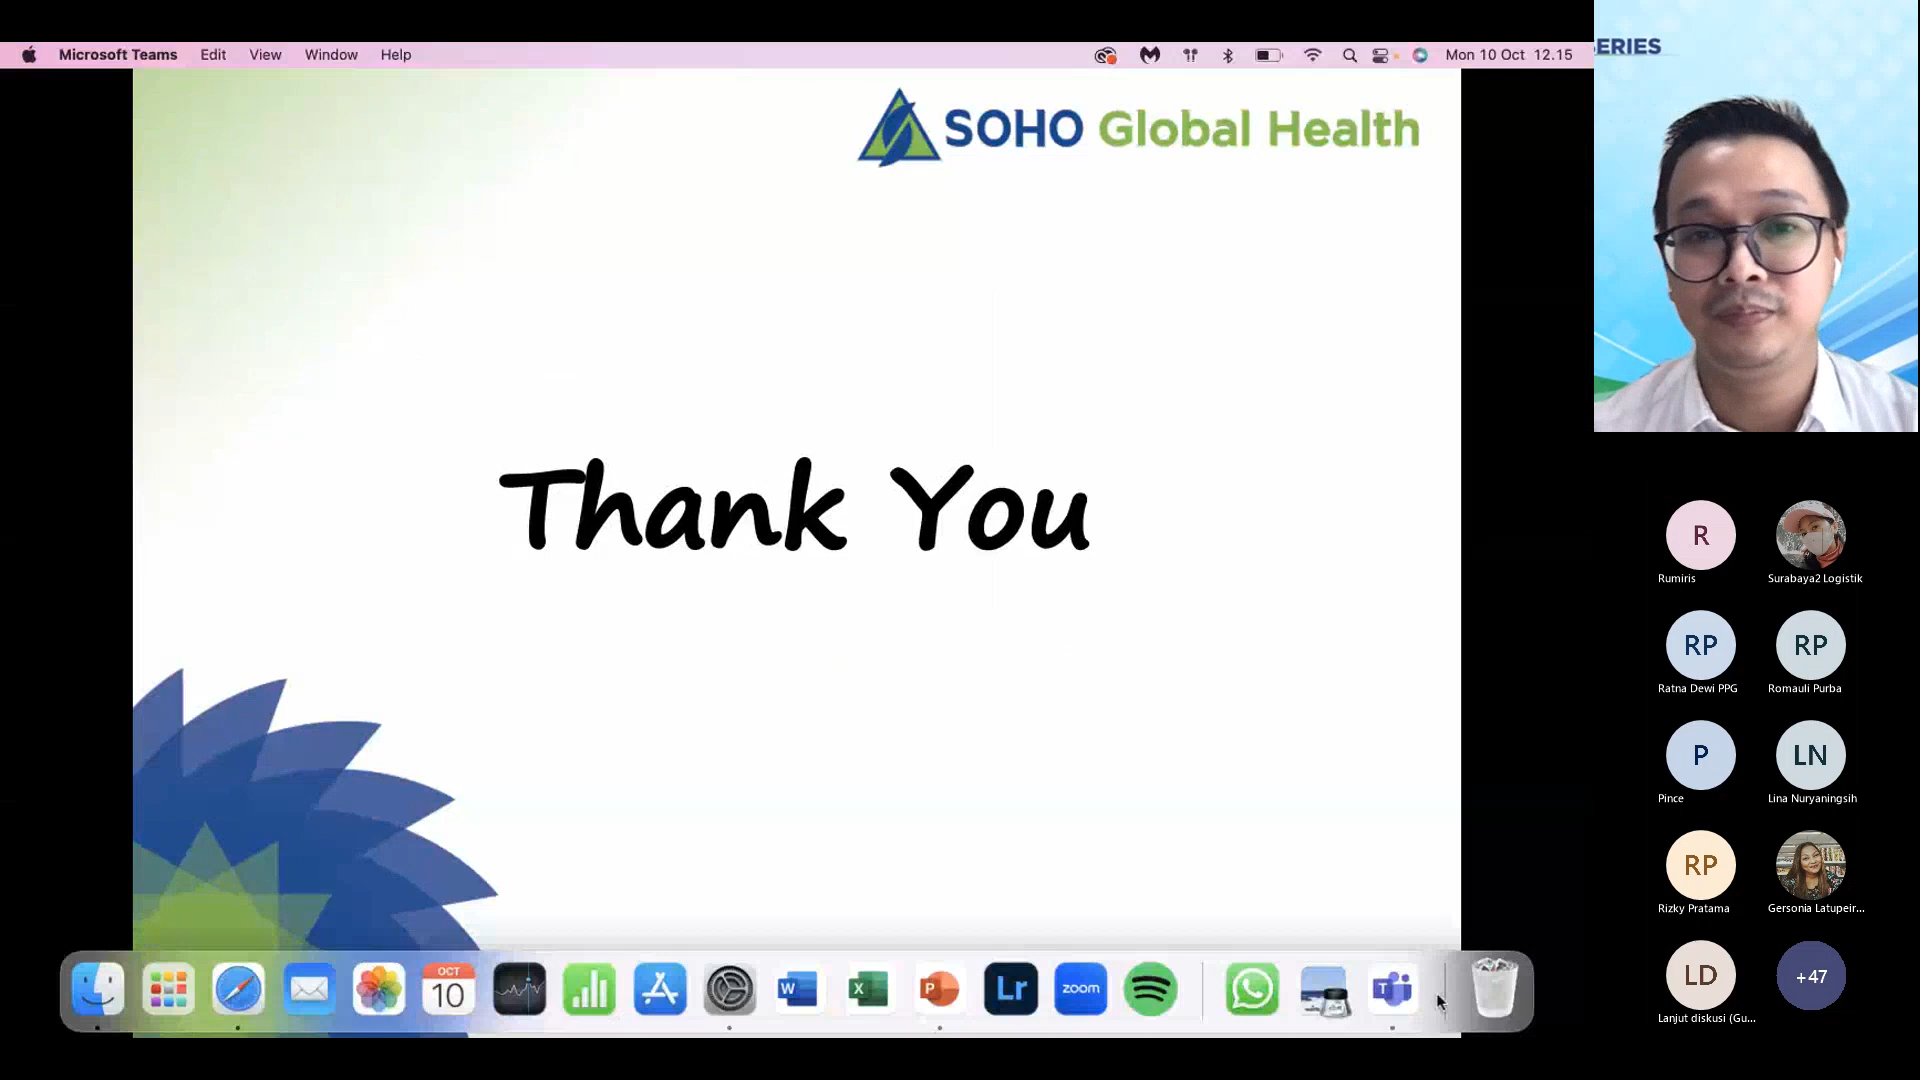 Microsoft Teams Edit View Window Help Mon 10 Oct 12.15
ERIES
SOHO Global Health
Thank You
R
Rumiris
Surabaya2 Logistik
RP
Ratna Dewi PPG
RP
Romauli Purba
P
Pince
LN
Lina Nuryaningsih
RP
Rizky Pratama
Gersonia Latupeir...
LD
Lanjut diskusi (Gu...
+47
OCT
10
W
X
P
Lr
zoom
T